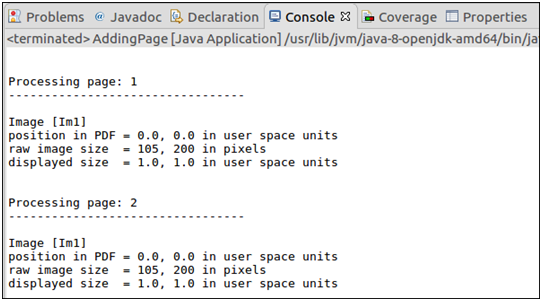 Problems @ Javadoc Declaration Console Coverage Properties
<terminated> AddingPage [Java Application] /usr/lib/jvm/java-8-openjdk-amd64/bin/ja
Processing page: 1
--------------------------------
Image [Im1]
position in PDF = 0.0, 0.0 in user space units
raw image size  = 105, 200 in pixels
displayed size  = 1.0, 1.0 in user space units
Processing page: 2
--------------------------------
Image [Im1]
position in PDF = 0.0, 0.0 in user space units
raw image size  = 105, 200 in pixels
displayed size  = 1.0, 1.0 in user space units